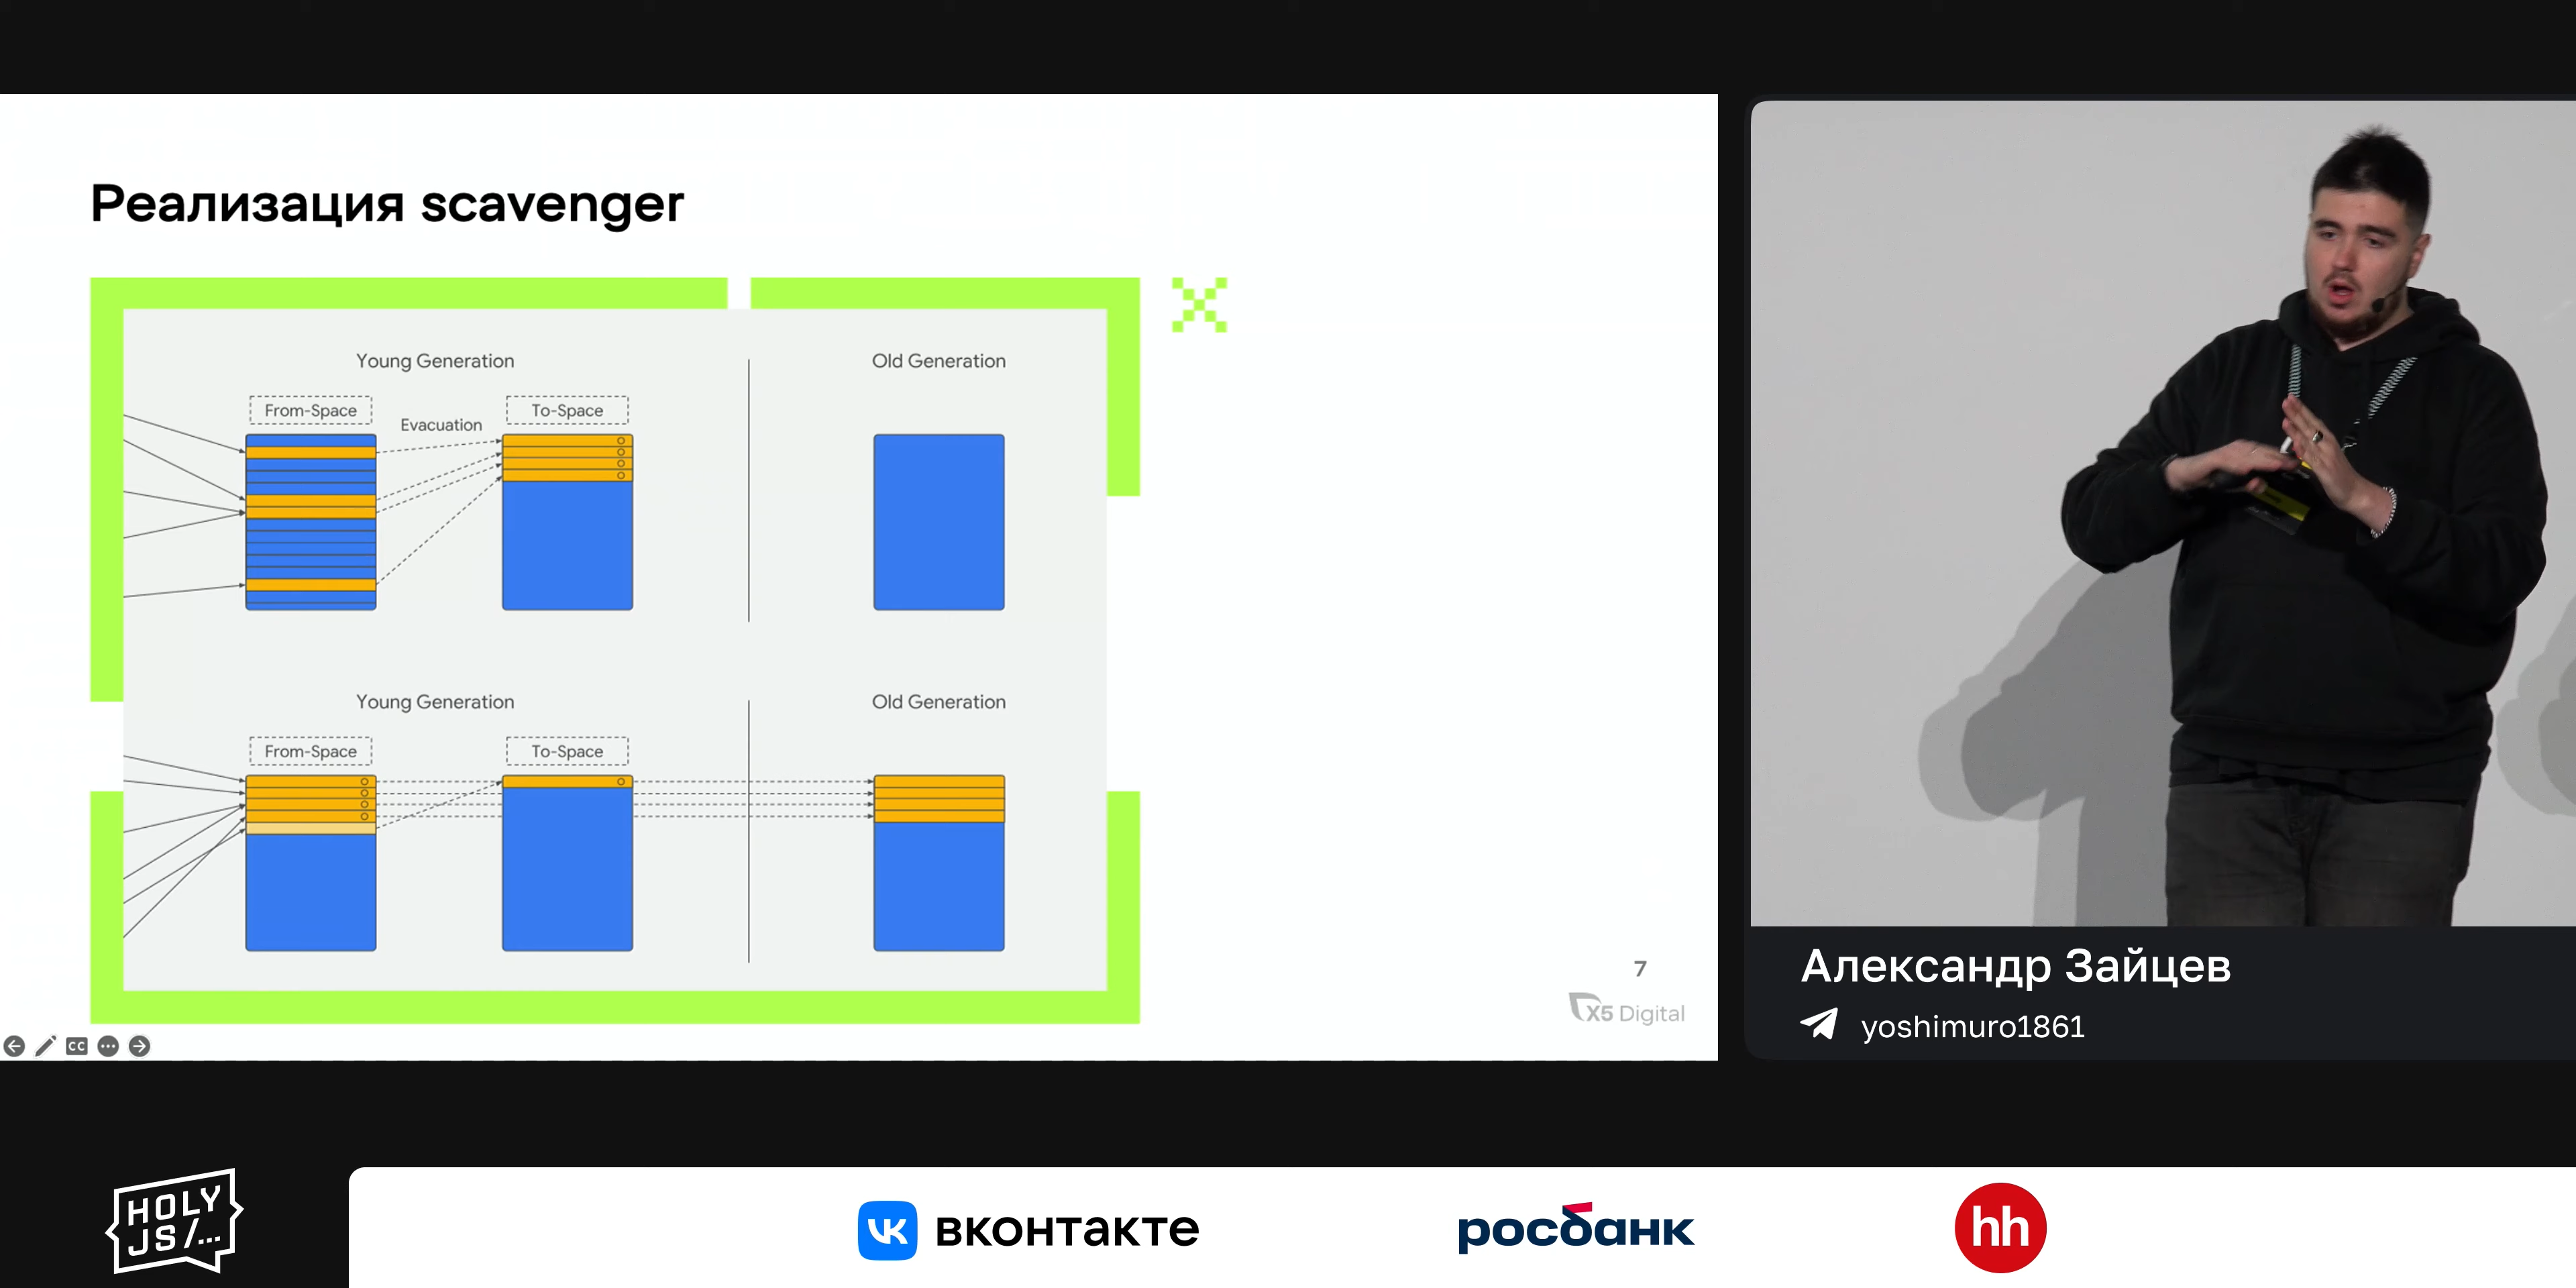 Реализация scavenger
Young Generation
Old Generation
From-Space
Evacuation
To-Space
Young Generation
Old Generation
From-Space
To-Space
7
X5 Digital
CC
Александр Зайцев
yoshimuro1861
HOLY
JS/...
вконтакте
росбанк
hh